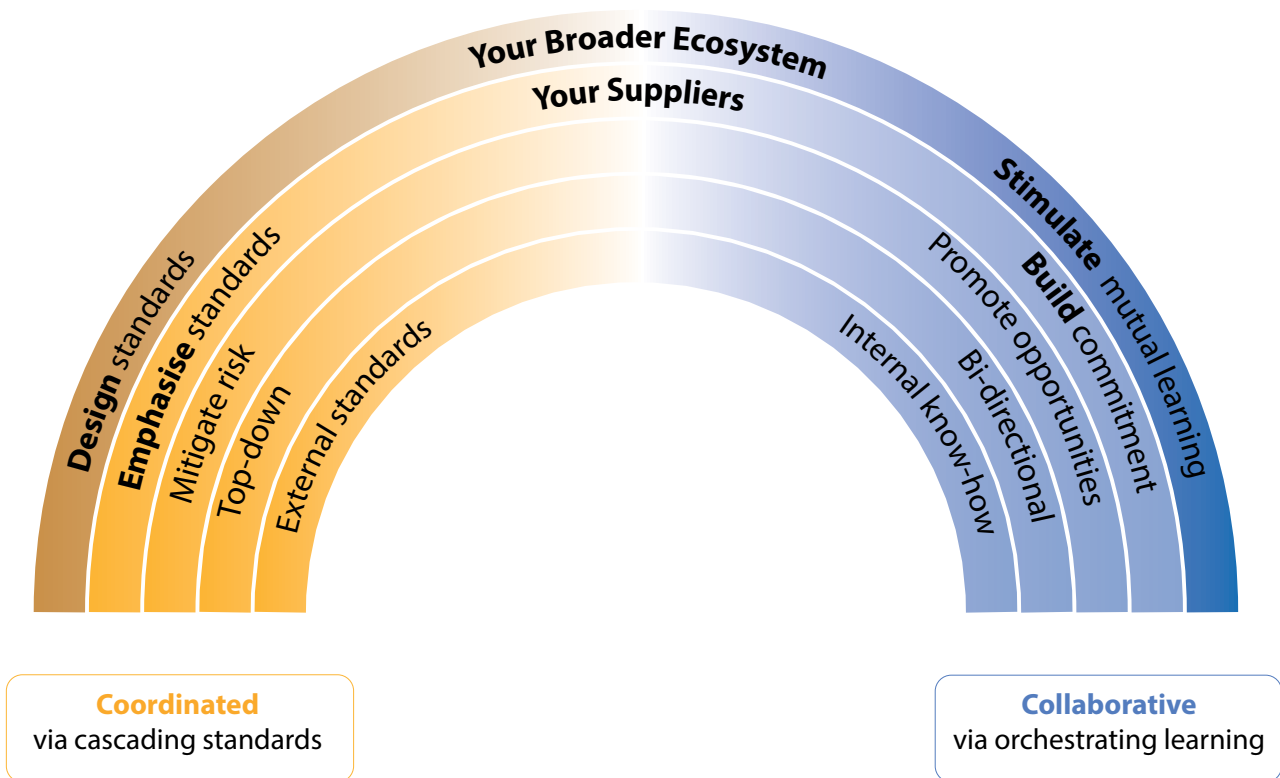 Your Broader Ecosystem
Your Suppliers
Design standards
Emphasise standards
Mitigate risk
Top-down
External standards
Stimulate mutual learning
Build commitment
Promote opportunities
Bi-directional
Internal know-how
Coordinated
via cascading standards
Collaborative
via orchestrating learning